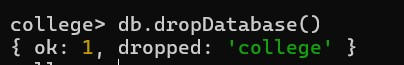 college> db.dropDatabase()
{ ok: 1, dropped: 'college' }